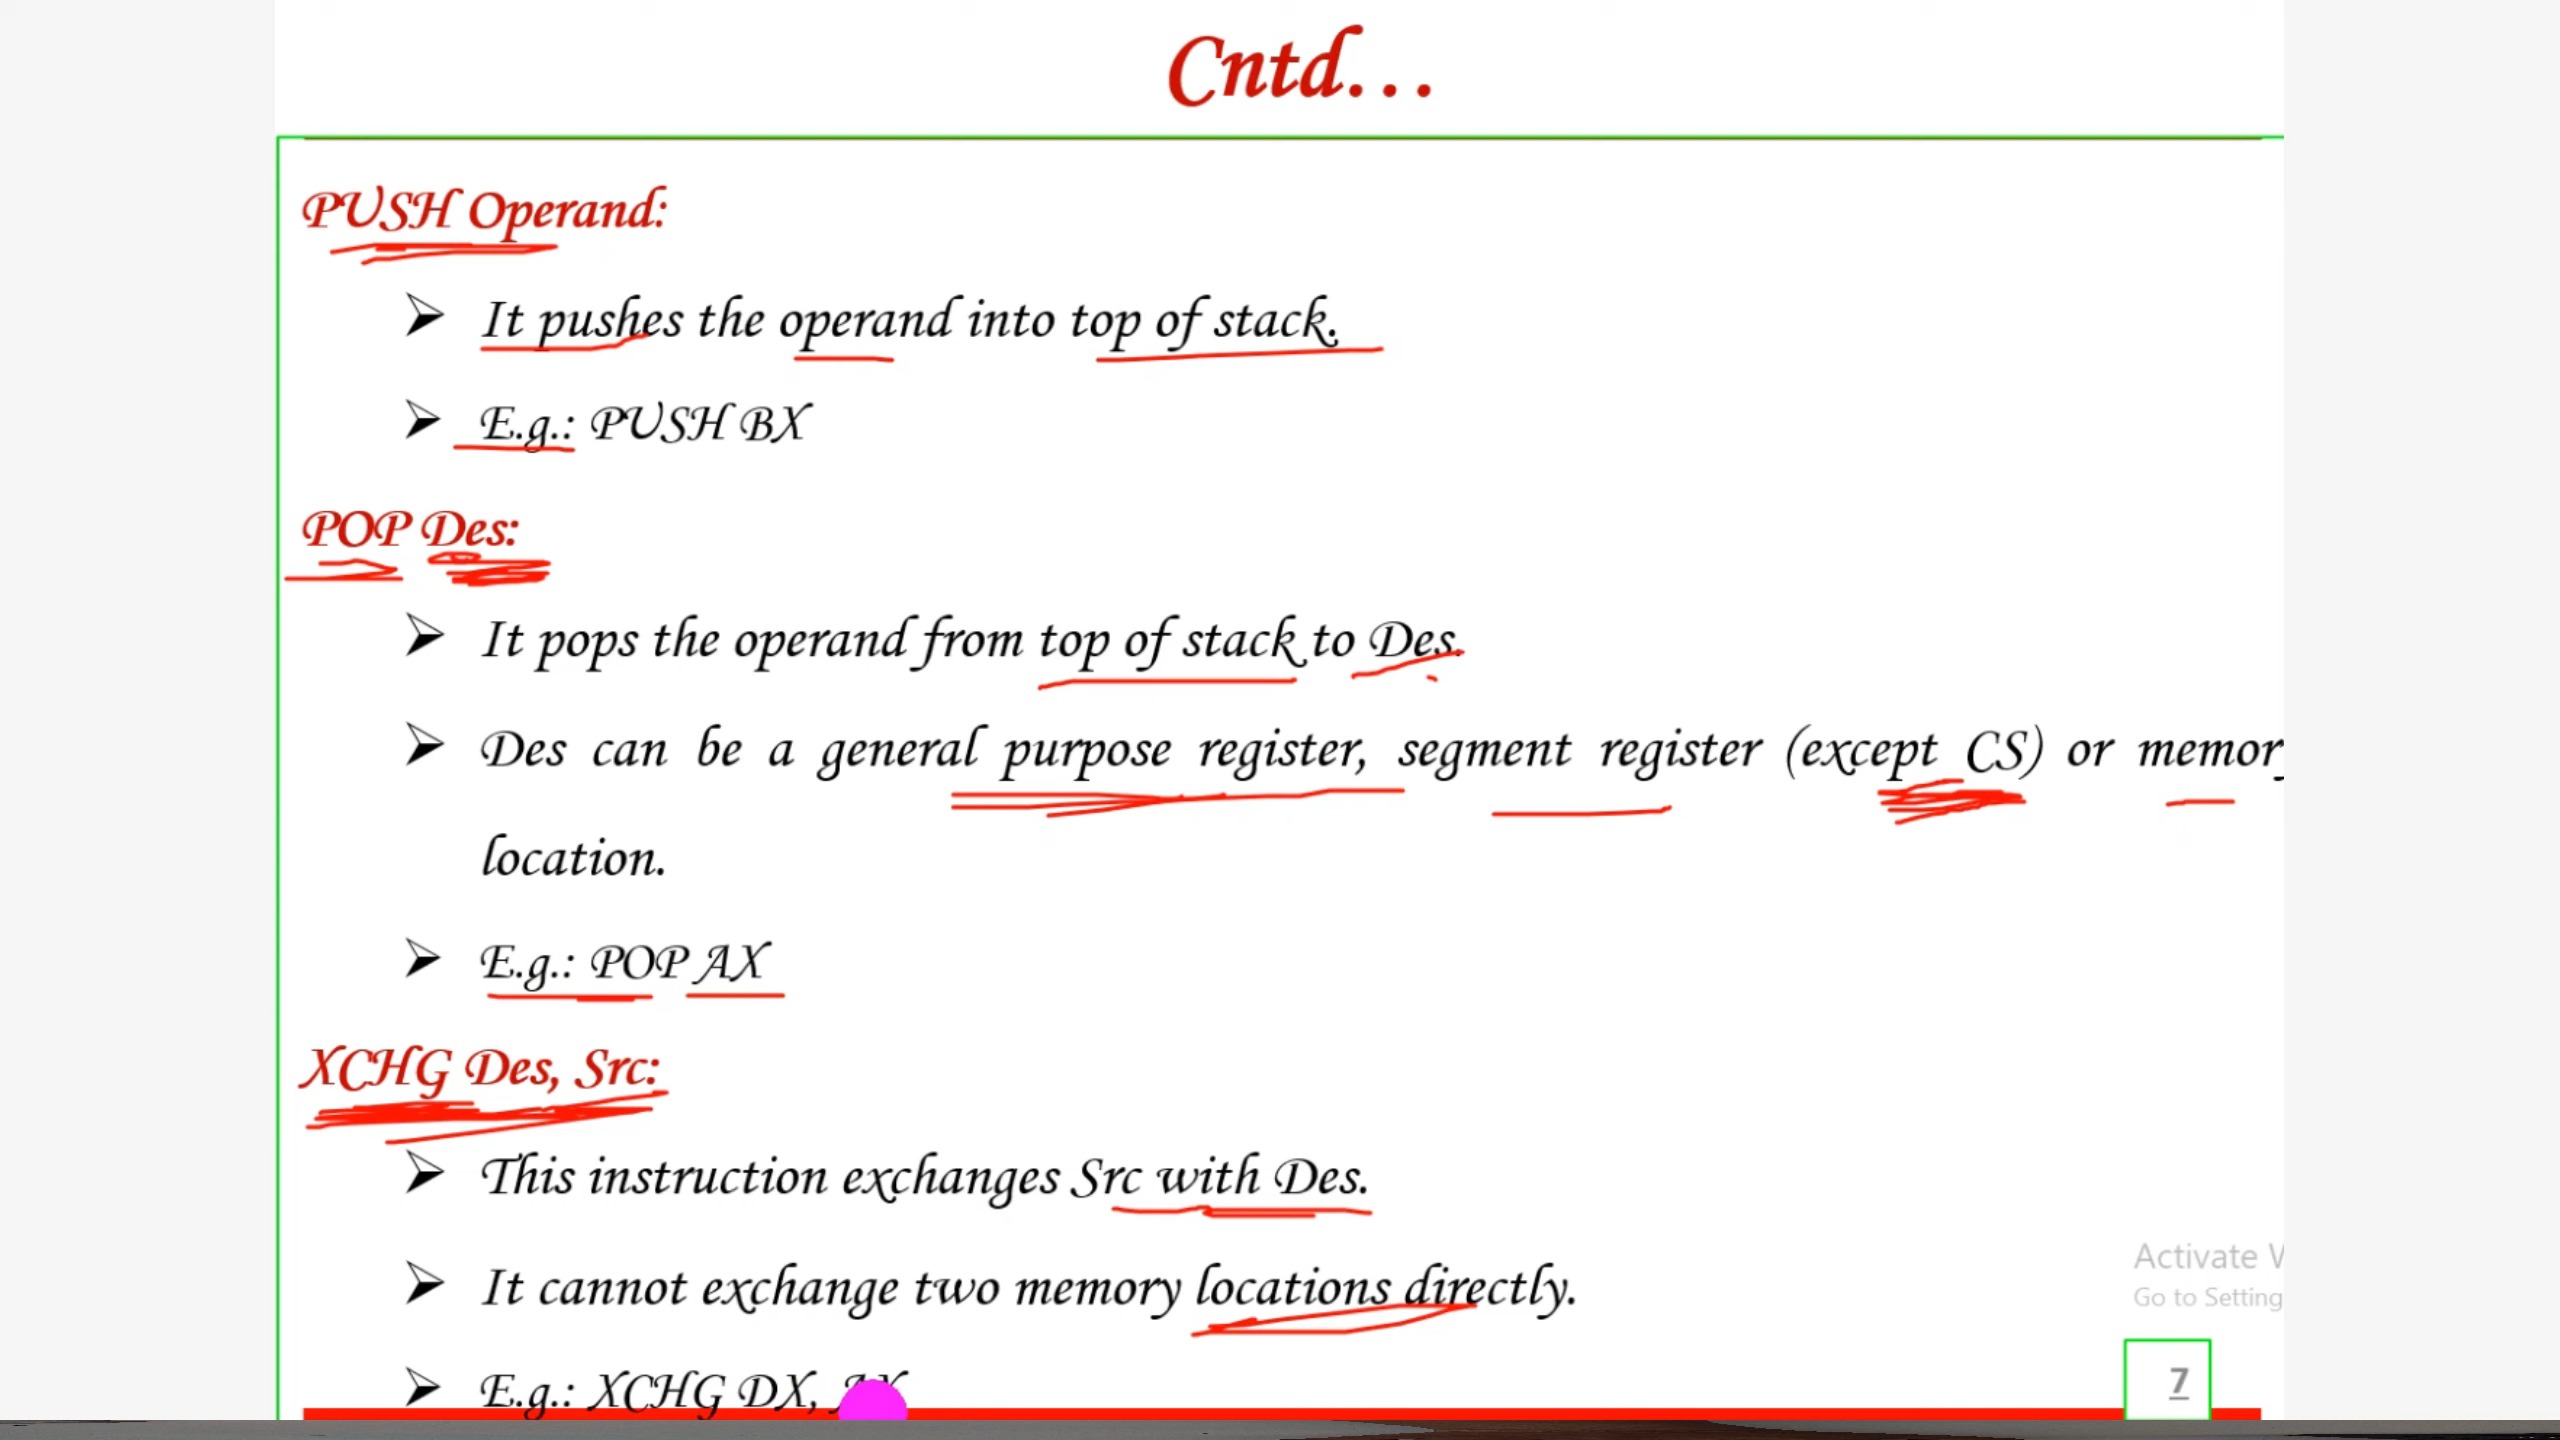 Cntd...
PUSH Operand:
It pushes the operand into top of stack.
E.g.: PUSH BX
POP Des:
It pops the operand from top of stack to Des.
Des can be a general purpose register, segment register (except CS) or memory
location.
E.g.: POP AX
XCHG Des, Src:
This instruction exchanges Src with Des.
It cannot exchange two memory locations directly.
E.g.: XCHG DX, AX
Activate
Go to Setting
7